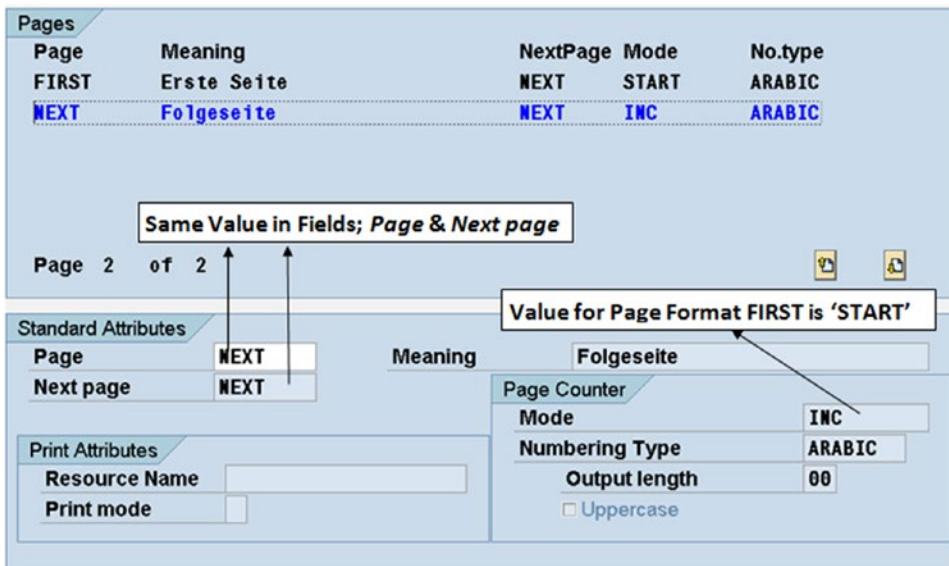 Pages
Page Meaning NextPage Mode No.type
FIRST Erste Seite NEXT START ARABIC
NEXT Folgeseite NEXT INC ARABIC
Same Value in Fields; Page & Next page
Page 2 of 2
Value for Page Format FIRST is ‘START’
Standard Attributes
Page NEXT Meaning Folgeseite
Next page NEXT
Page Counter
Mode INC
Numbering Type ARABIC
Output length 00
Uppercase
Print Attributes
Resource Name
Print mode